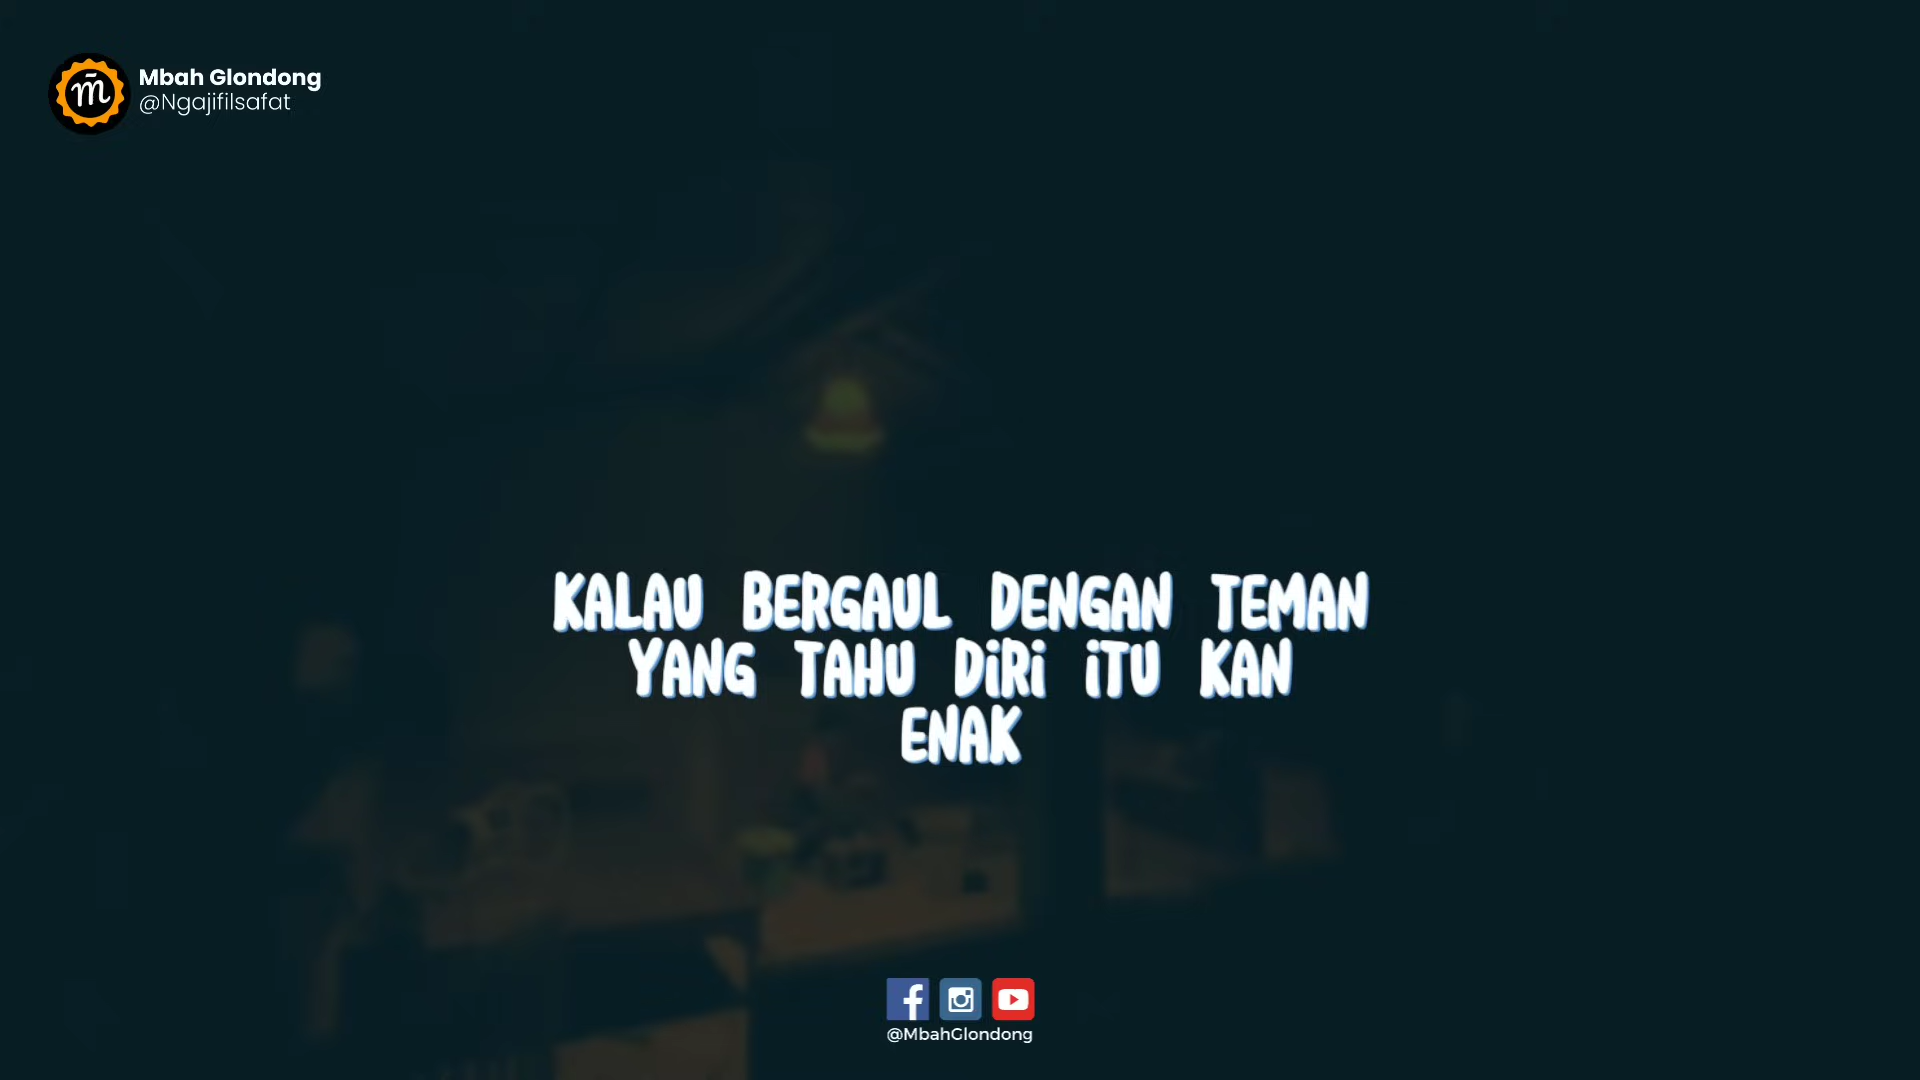 Mbah Glondong
@Ngajifilsafat
KALAU BERGAUL DENGAN TEMAN
YANG TAHU DiRi iTU KAN
ENAK
@MbahGlondong